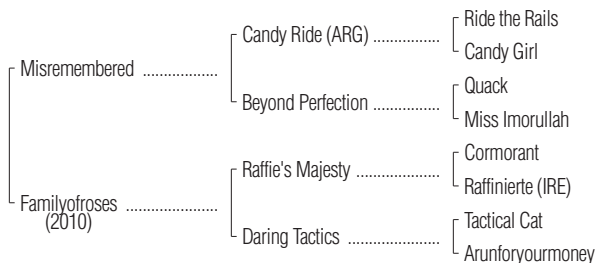 Ride the Rails
Candy Ride (ARG) ................
Candy Girl
Misremembered ..................
Quack
Beyond Perfection ................
Miss Imorullah
Cormorant
Raffie's Majesty ....................
Raffinierte (IRE)
Familyofroses ......................
(2010)
Tactical Cat
Daring Tactics ......................
Arunforyourmoney